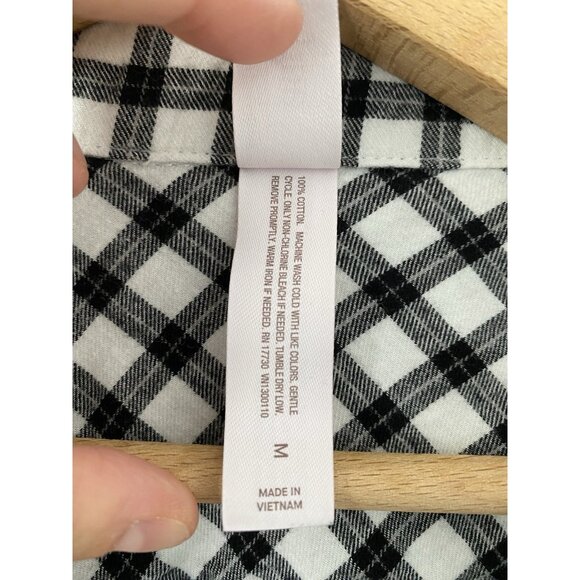 100% COTTON. MACHINE WASH COLD WITH LIKE COLORS. GENTLE
CYCLE. ONLY NON-CHLORINE BLEACH IF NEEDED. TUMBLE DRY LOW.
REMOVE PROMPTLY. WARM IRON IF NEEDED. RN 17730 VN1300110
M
MADE IN
VIETNAM